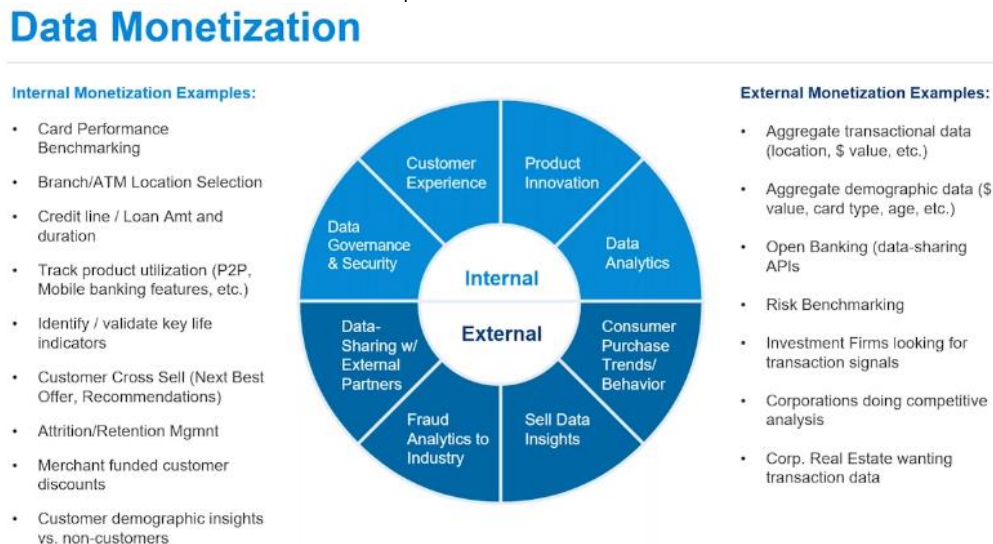 Data Monetization
Internal Monetization Examples:
• Card Performance
Benchmarking
• Branch/ATM Location Selection
• Credit line / Loan Amt and
duration
• Track product utilization (P2P,
Mobile banking features, etc.)
• Identify / validate key life
indicators
• Customer Cross Sell (Next Best
Offer, Recommendations)
• Attrition/Retention Mgmnt
• Merchant funded customer
discounts
• Customer demographic insights
vs. non-customers
Customer
Experience
Product
Innovation
Data
Governance
& Security
Data
Analytics
Internal
External
Data-
Sharing w/
External
Partners
Consumer
Purchase
Trends/
Behavior
Fraud
Analytics to
Industry
Sell Data
Insights
External Monetization Examples:
• Aggregate transactional data
(location, $ value, etc.)
• Aggregate demographic data ($
value, card type, age, etc.)
• Open Banking (data-sharing
APIs
• Risk Benchmarking
• Investment Firms looking for
transaction signals
• Corporations doing competitive
analysis
• Corp. Real Estate wanting
transaction data